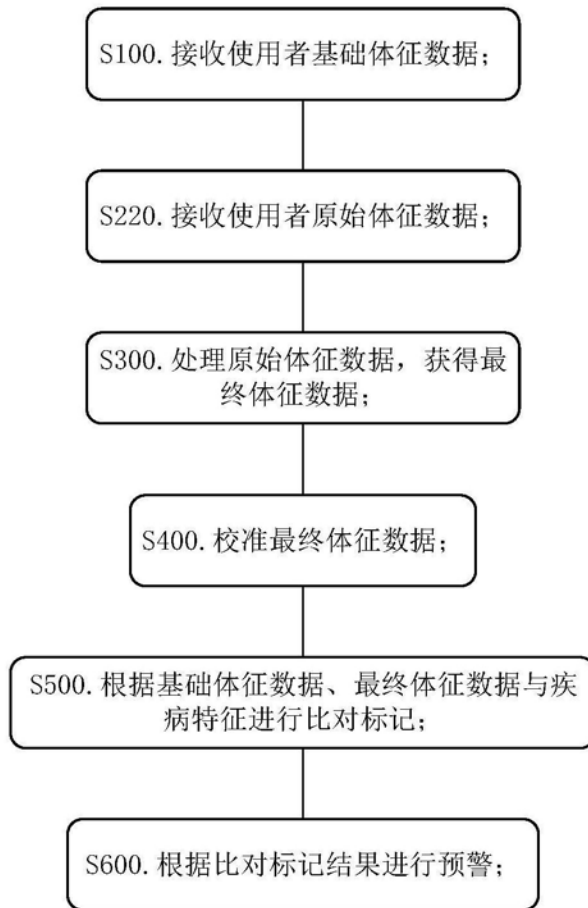 S100.接收使用者基础体征数据;
S220.接收使用者原始体征数据;
S300.处理原始体征数据，获得最
终体征数据;
S400.校准最终体征数据;
S500.根据基础体征数据、最终体征数据与疾
病特征进行比对标记;
S600.根据比对标记结果进行预警;